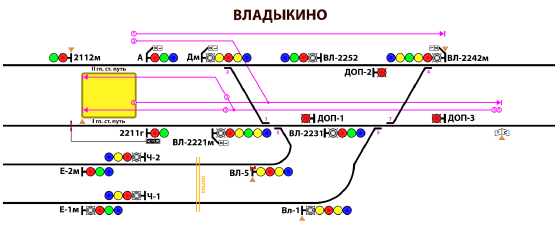 ВЛАДЫКИНО
2112м
А
Дм
ВЛ-2252
ВЛ-2242м
II гл. ст. путь
ДОП-2
I гл. ст. путь
ДОП-1
ДОП-3
2211г
ВЛ-2221м
ВЛ-2231
Ч-2
Е-2м
ВЛ-5
Ч-1
Е-1м
Вл-1